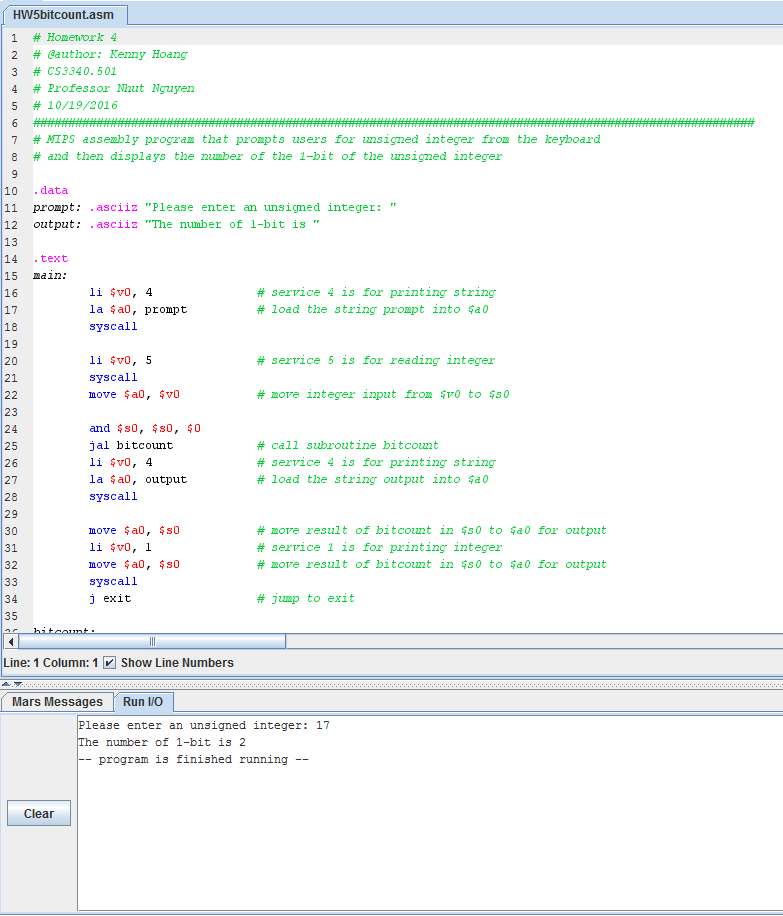 HW5bitcount.asm
1 # Homework 4
2 # @author: Kenny Hoang
3 # CS3340.501
4 # Professor Nhut Nguyen
5 # 10/19/2016
6 #######################################################################################################
7 # MIPS assembly program that prompts users for unsigned integer from the keyboard
8 # and then displays the number of the 1-bit of the unsigned integer
9
10 .data
11 prompt: .asciiz "Please enter an unsigned integer: "
12 output: .asciiz "The number of 1-bit is "
13
14 .text
15 main:
16 li $v0, 4 # service 4 is for printing string
17 la $a0, prompt # load the string prompt into $a0
18 syscall
19
20 li $v0, 5 # service 5 is for reading integer
21 syscall
22 move $a0, $v0 # move integer input from $v0 to $s0
23
24 and $s0, $s0, $0
25 jal bitcount # call subroutine bitcount
26 li $v0, 4 # service 4 is for printing string
27 la $a0, output # load the string output into $a0
28 syscall
29
30 move $a0, $s0 # move result of bitcount in $s0 to $a0 for output
31 li $v0, 1 # service 1 is for printing integer
32 move $a0, $s0 # move result of bitcount in $s0 to $a0 for output
33 syscall
34 j exit # jump to exit
35
36 bitcount:
Line: 1 Column: 1 Show Line Numbers
Mars Messages Run I/O
Please enter an unsigned integer: 17
The number of 1-bit is 2
-- program is finished running --
Clear